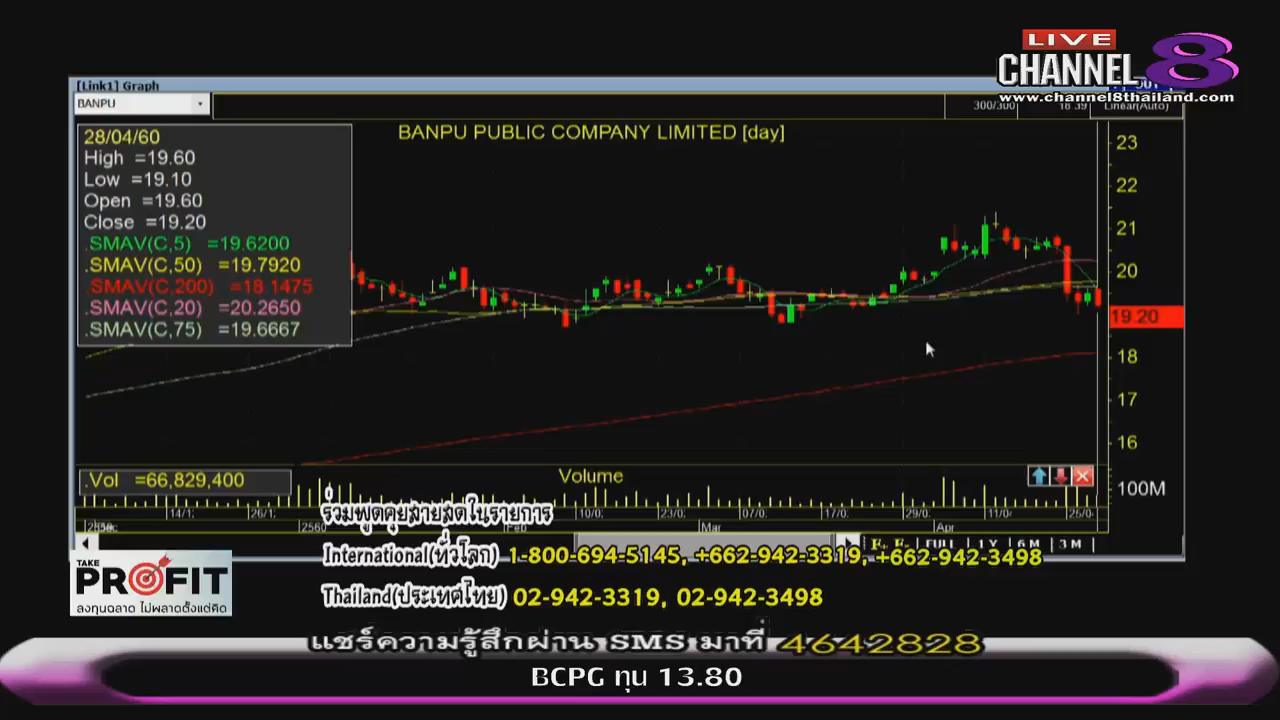 LIVE
CHANNEL 8
www.channel8thailand.com
[Link1] Graph
BANPU
300/300
18.39
Linear(Auto)
BANPU PUBLIC COMPANY LIMITED [day]
28/04/60
High =19.60
Low =19.10
Open =19.60
Close =19.20
.SMAV(C,5) =19.6200
.SMAV(C,50) =19.7920
.SMAV(C,200) =18.1475
.SMAV(C,20) =20.2650
.SMAV(C,75) =19.6667
23
22
21
20
19.20
18
17
16
.Vol =66,829,400
Volume
100M
14/1: 26/1: 10/0: 23/0: 07/0: 17/0: 29/0: 11/0: 25/0:
2560 Feb Mar Apr
FULL 1 Y 6 M 3 M
ร่วมพูดคุยสายสดในรายการ
International(ทั่วโลก) 1-800-694-5145, +662-942-3319, +662-942-3498
Thailand(ประเทศไทย) 02-942-3319, 02-942-3498
TAKE
PROFIT
ลงทุนฉลาด ไม่พลาดตั้งแต่คิด
แชร์ความรู้สึกผ่าน SMS มาที่ 4642828
BCPG ทุน 13.80